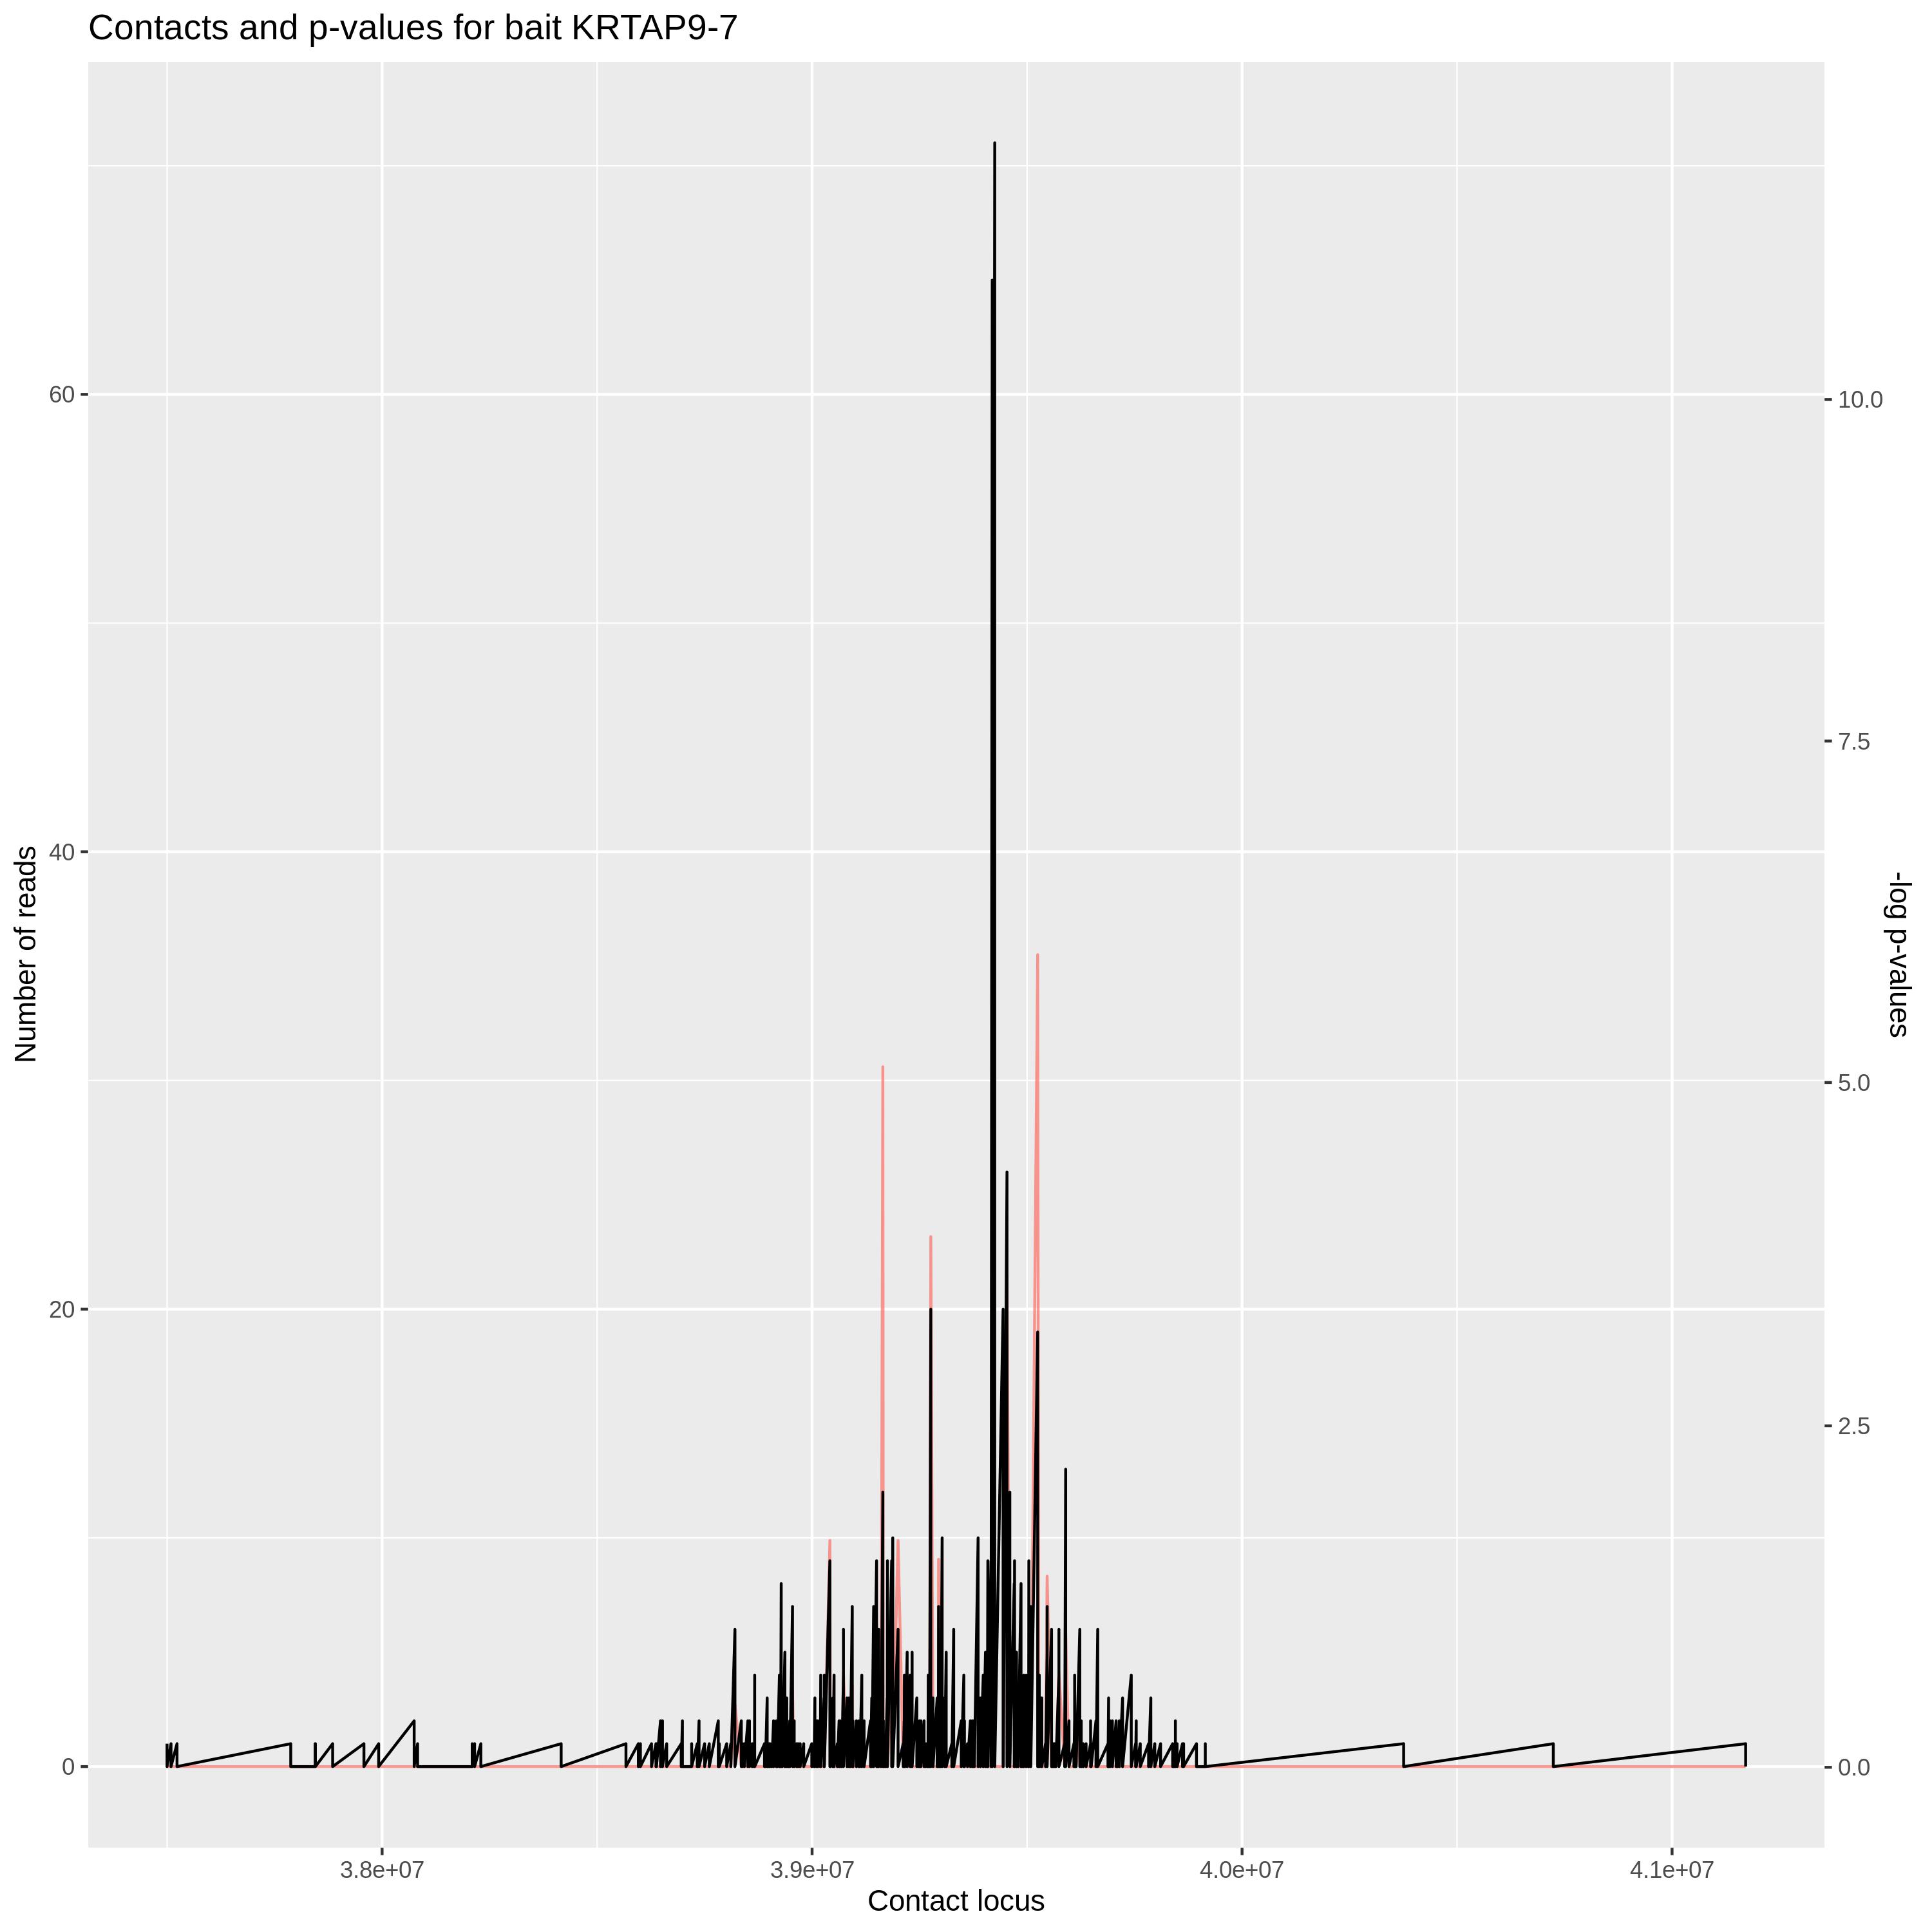 Contacts and p-values for bait KRTAP9-7
Number of reads
60
40
20
0
10.0
7.5
5.0
2.5
0.0
-log p-values
3.8e+07 3.9e+07 4.0e+07 4.1e+07
Contact locus